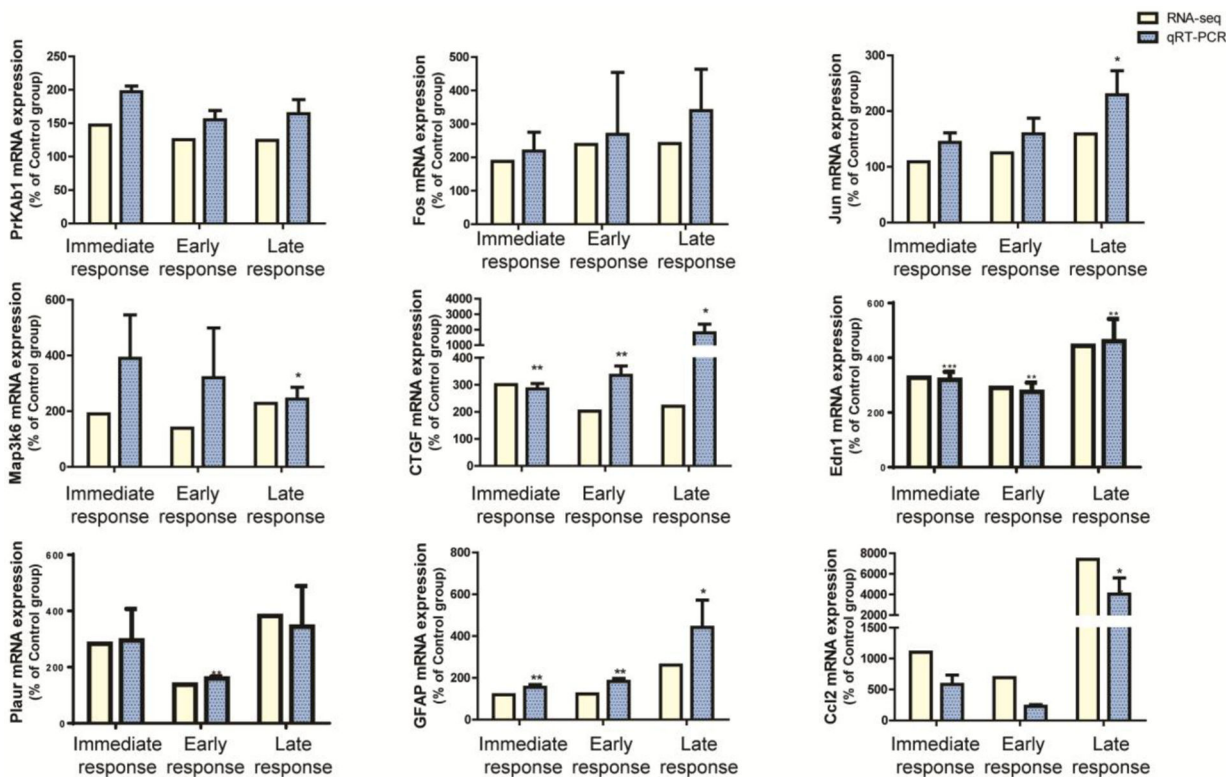 RNA-seq
qRT-PCR
PrKAb1 mRNA expression
(% of Control group)
250
200
150
100
50
0
Immediate Early Late
response response response
Fos mRNA expression
(% of Control group)
500
400
300
200
100
0
Immediate Early Late
response response response
Jun mRNA expression
(% of Control group)
300
200
100
0
*
Immediate Early Late
response response response
Map3k6 mRNA expression
(% of Control group)
600
400
200
0
*
Immediate Early Late
response response response
CTGF mRNA expression
(% of Control group)
4000
3000
2000
1000
400
300
200
100
0
** ** *
Immediate Early Late
response response response
Edn1 mRNA expression
(% of Control group)
600
400
200
0
*** ** **
Immediate Early Late
response response response
Plaur mRNA expression
(% of Control group)
600
400
200
0
**
Immediate Early Late
response response response
GFAP mRNA expression
(% of Control group)
800
600
400
200
0
** ** *
Immediate Early Late
response response response
Ccl2 mRNA expression
(% of Control group)
8000
6000
4000
2000
1500
1000
500
0
*
Immediate Early Late
response response response